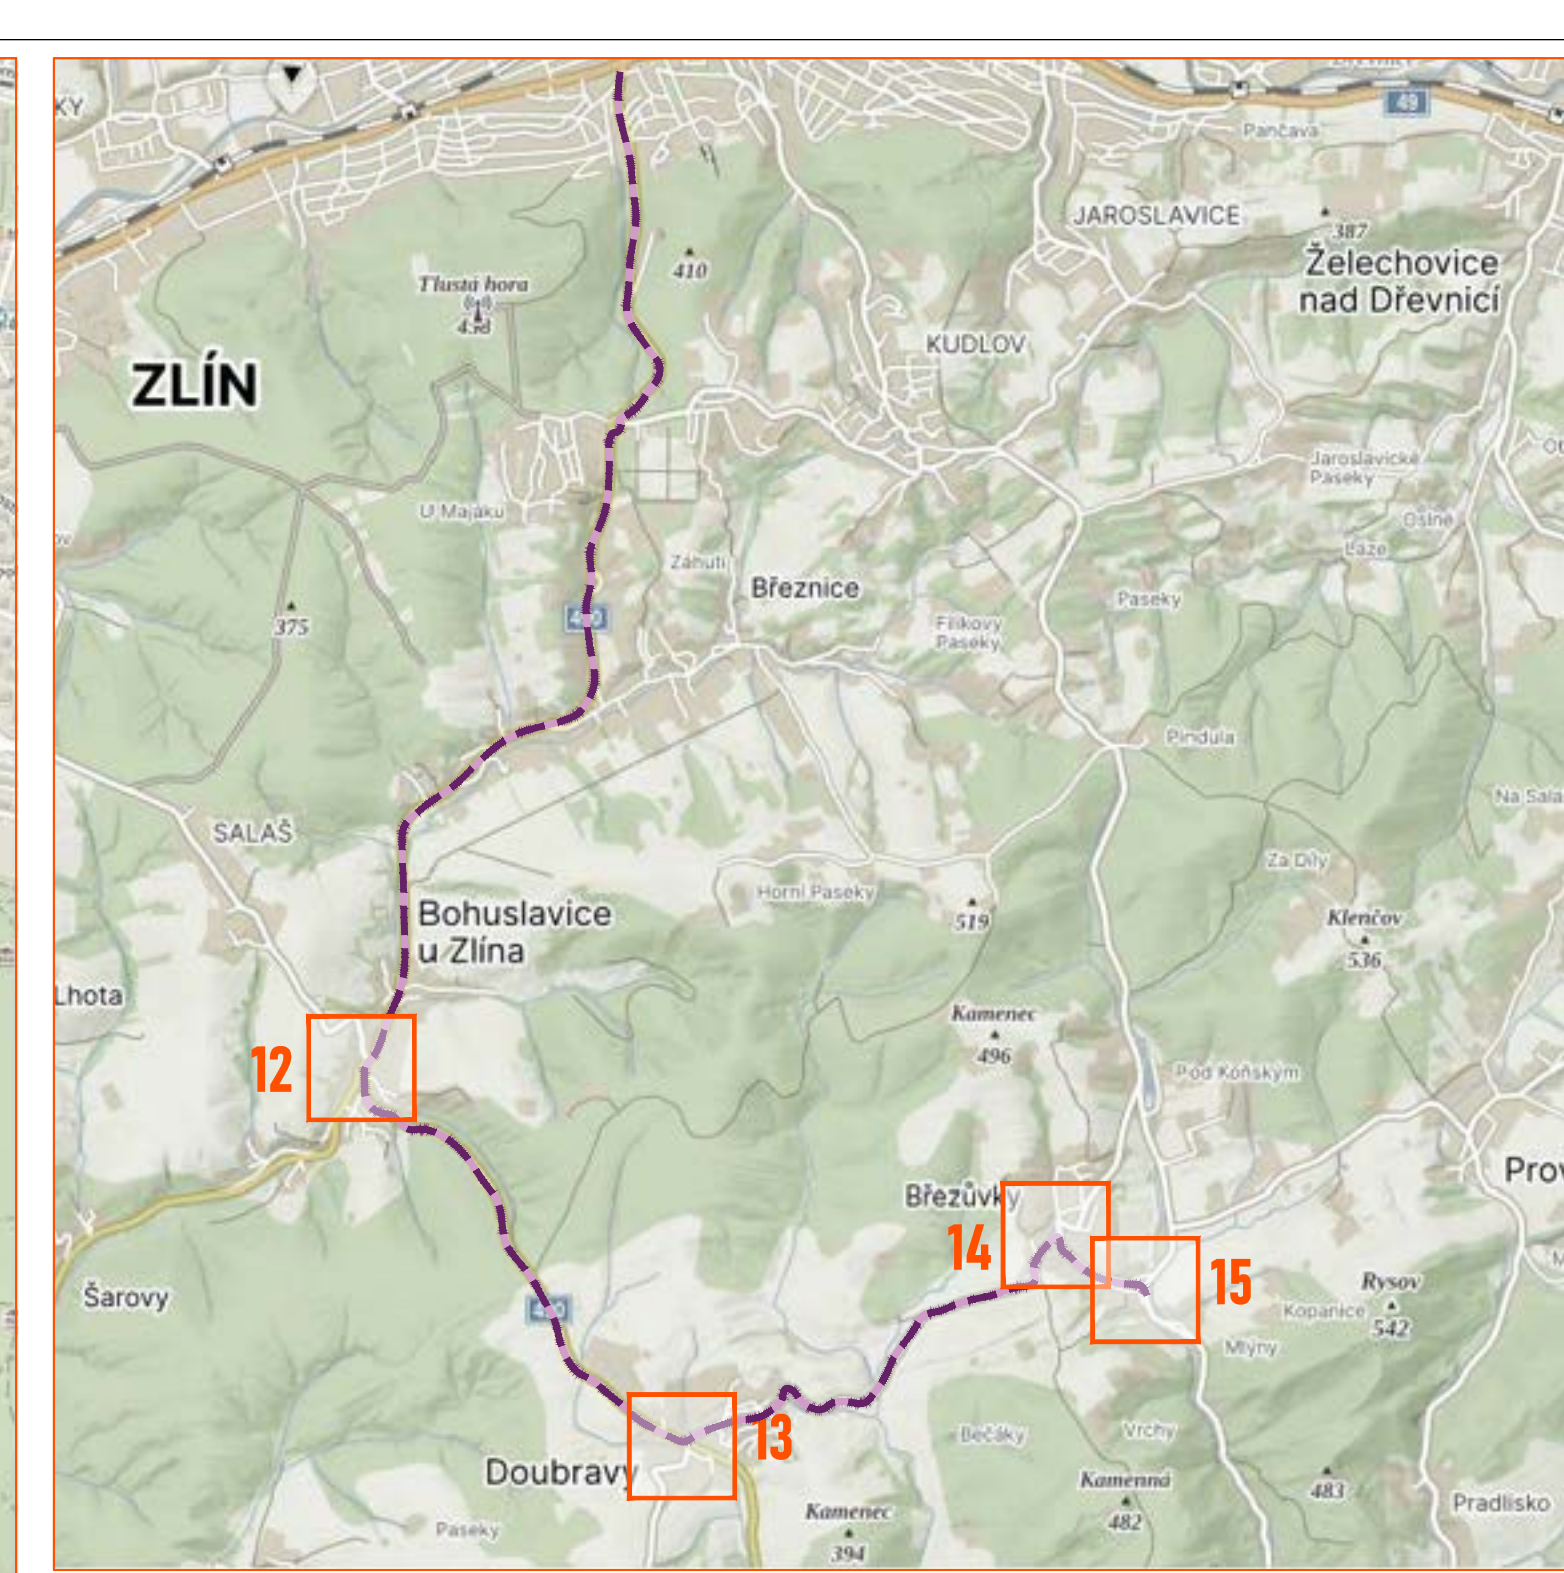 KY
49
Pančava
JAROSLAVICE
387
Želechovice
nad Dřevnicí
410
Tlustá hora
ZLÍN
KUDLOV
Jaroslavické
Paseky
U Majáku
Ošině
Láze
Záhutí
Březnice
Paseky
375
Filíkovy
Paseky
Pindula
Na Sala
SALAŠ
Za Díly
Horní Paseky
Bohuslavice
u Zlína
519
Klenčov
536
Lhota
Kamenec
496
12
Pod Koňským
Prov
Březůvky
14
15
Šarovy
Rysov
Kopanice
542
Mlýny
13
Bečáky
Vrchy
Doubravy
Kamenná
483
482
Kamenec
394
Pradlisko
Paseky